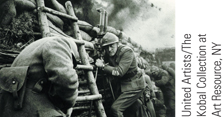 United Artists/The
Kobal Collection at
Art Resource, NY